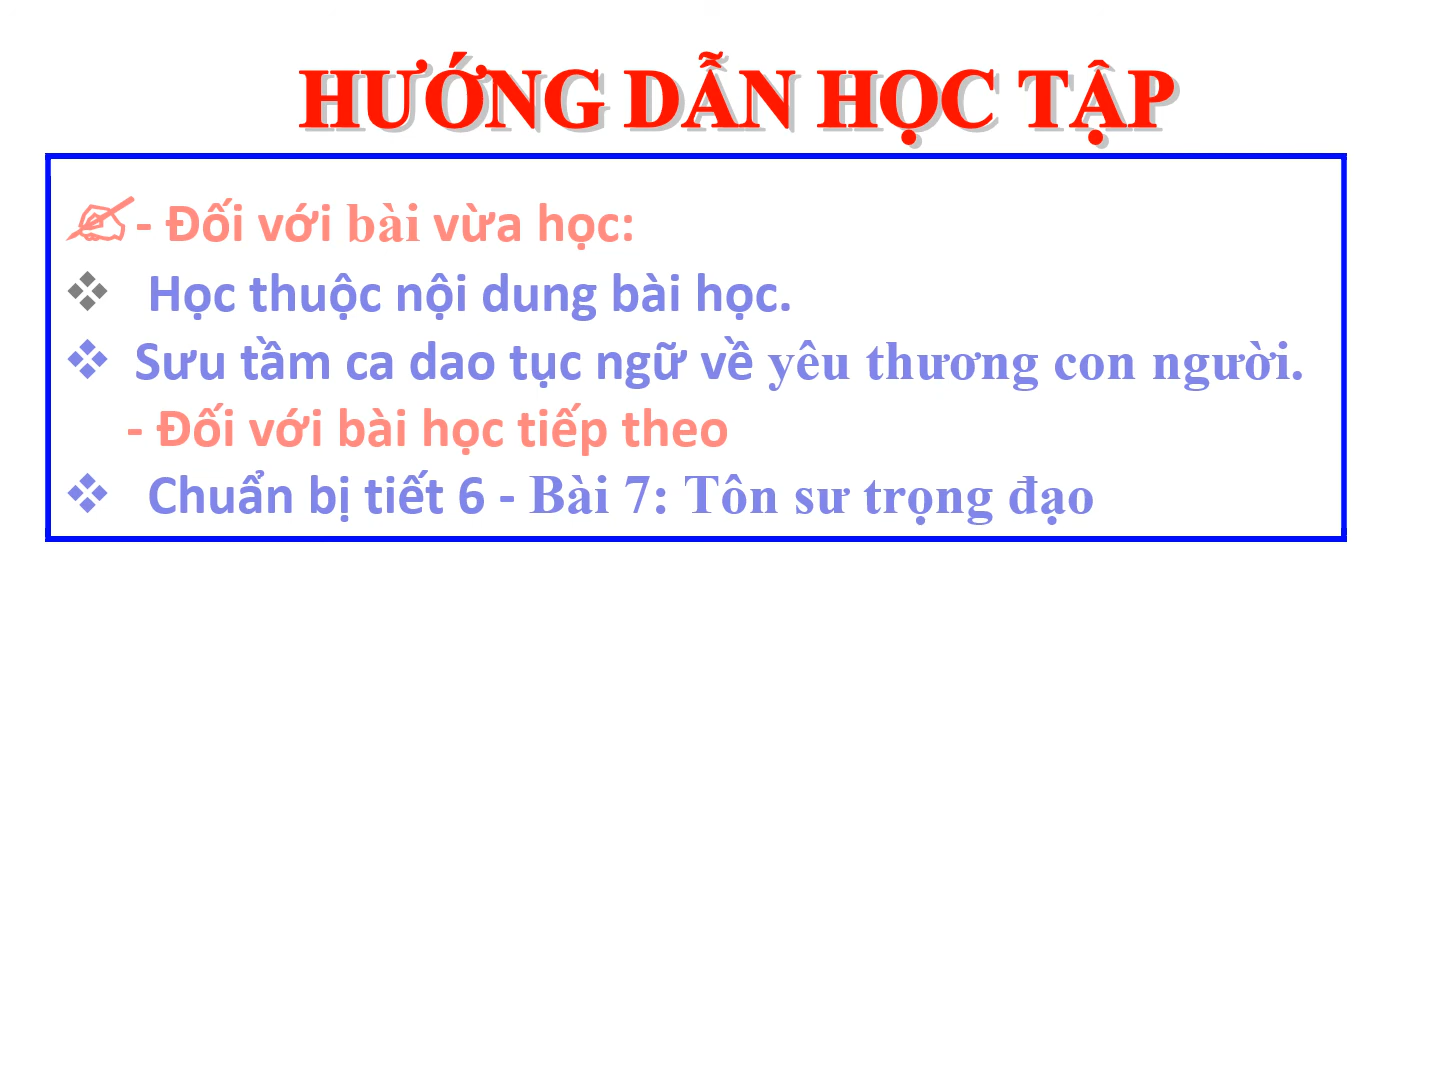 HƯỚNG DẪN HỌC TẬP
- Đối với bài vừa học:
Học thuộc nội dung bài học.
Sưu tầm ca dao tục ngữ về yêu thương con người.
- Đối với bài học tiếp theo
Chuẩn bị tiết 6 - Bài 7: Tôn sư trọng đạo